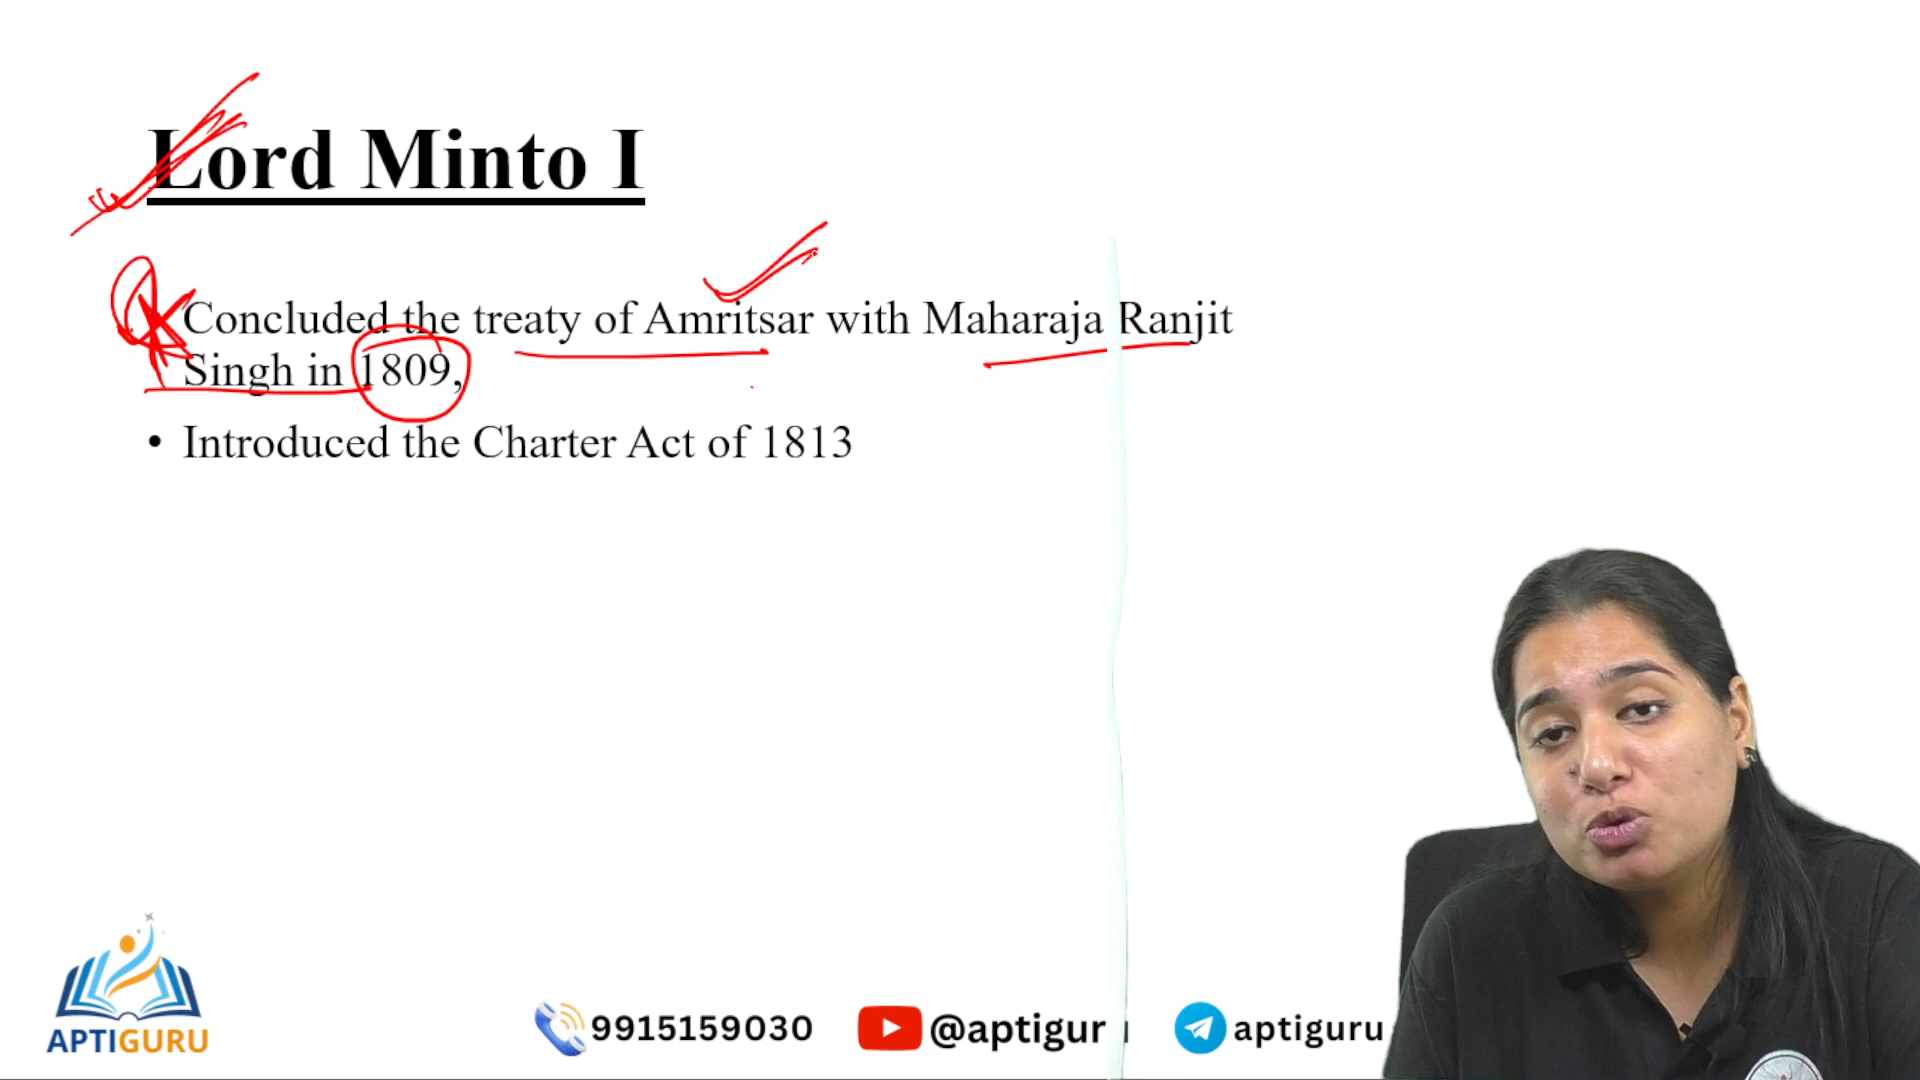 Lord Minto I
Concluded the treaty of Amritsar with Maharaja Ranjit
Singh in 1809,
• Introduced the Charter Act of 1813
APTIGURU
9915159030
@aptigur
aptiguru